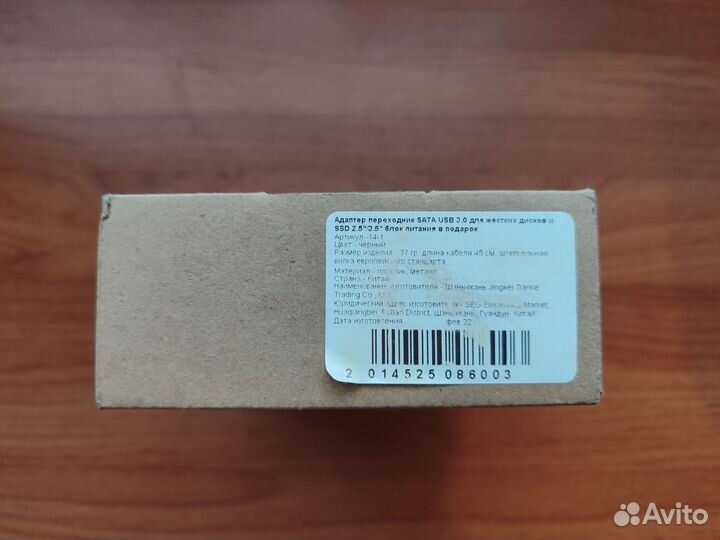 Адаптер переходник SATA USB 3.0 для жестких дисков и
SSD 2.5"/3.5" блок питания в подарок
Артикул -14-1
Цвет - черный
Размер изделия - 37 гр, длина кабеля 45 см, штепсельная
вилка европейского стандарта
Материал - пластик, металл
Страна - Китай
Наименование изготовителя - Шэньчжэнь Jingwei Tianke
Trading Co.,
Юридический адрес изготовителя - SEG Electronics Market,
Huaqiangbei, Futian District, Шэньчжэнь, Гуандун, Китай
Дата изготовления фев.22
2 014525 086003
Avito